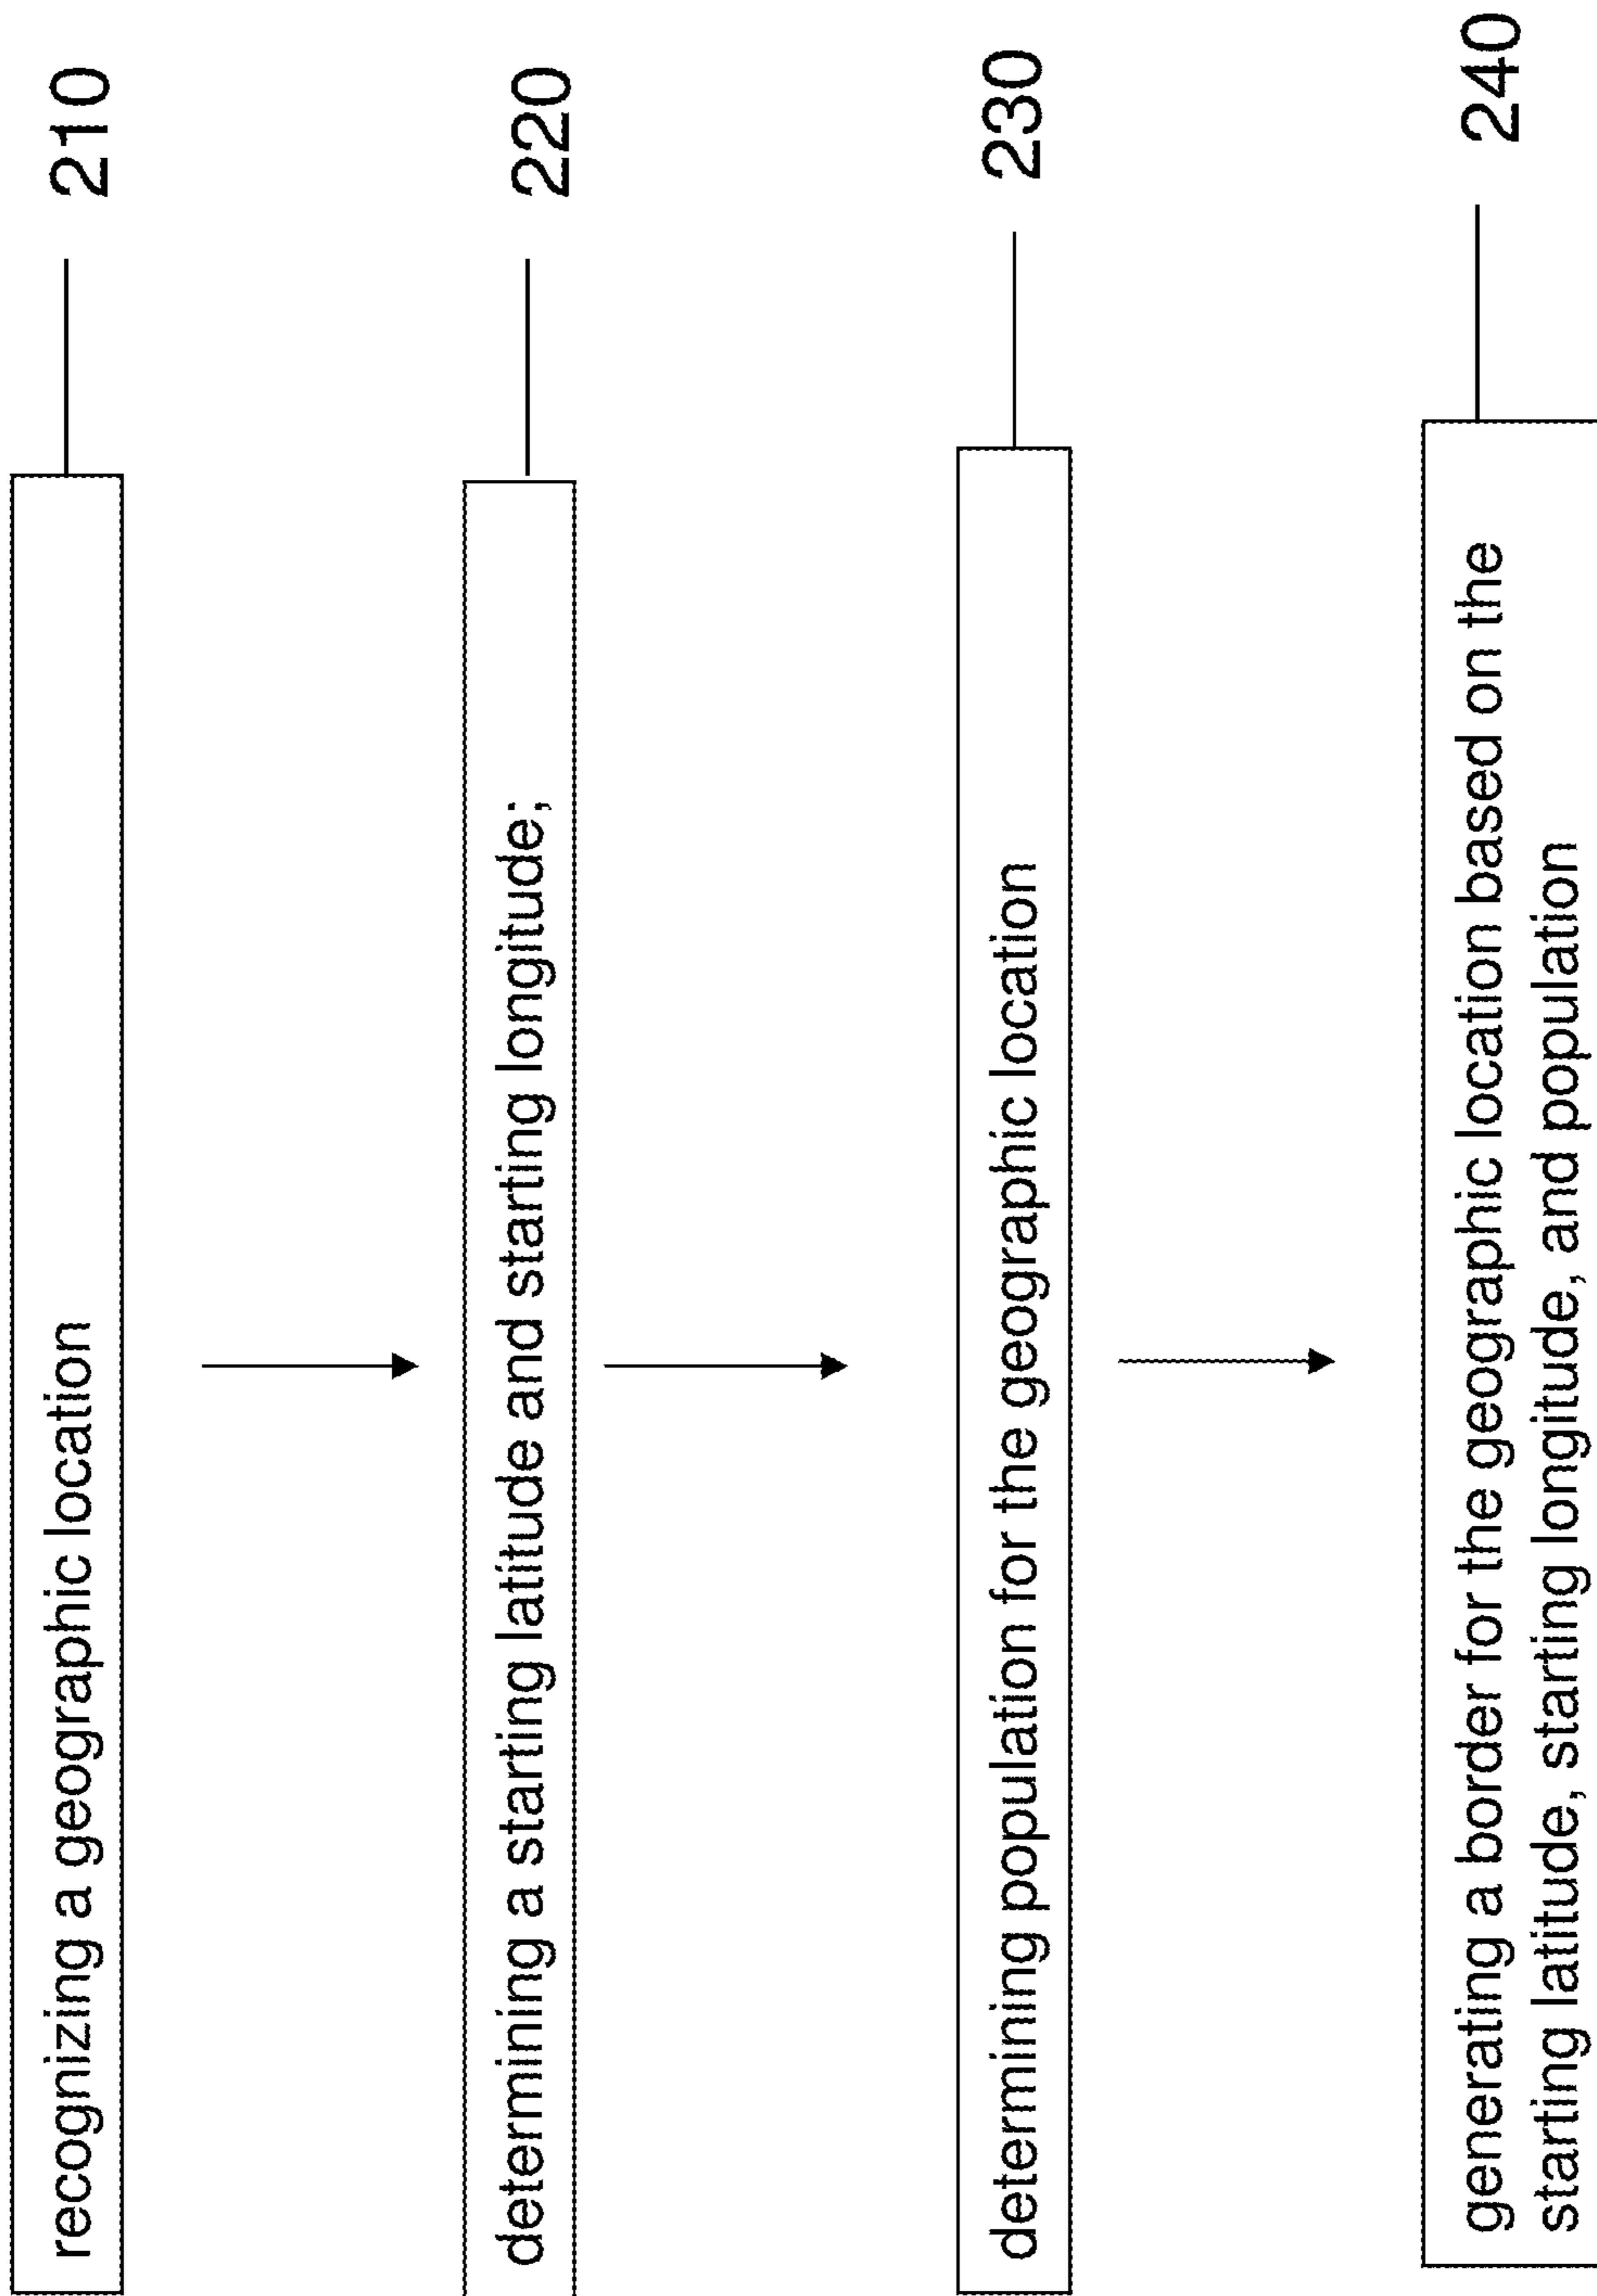 recognizing a geographic location
210
determining a starting latitude and starting longitude;
220
determining population for the geographic location
230
generating a border for the geographic location based on the
starting latitude, starting longitude, and population
240